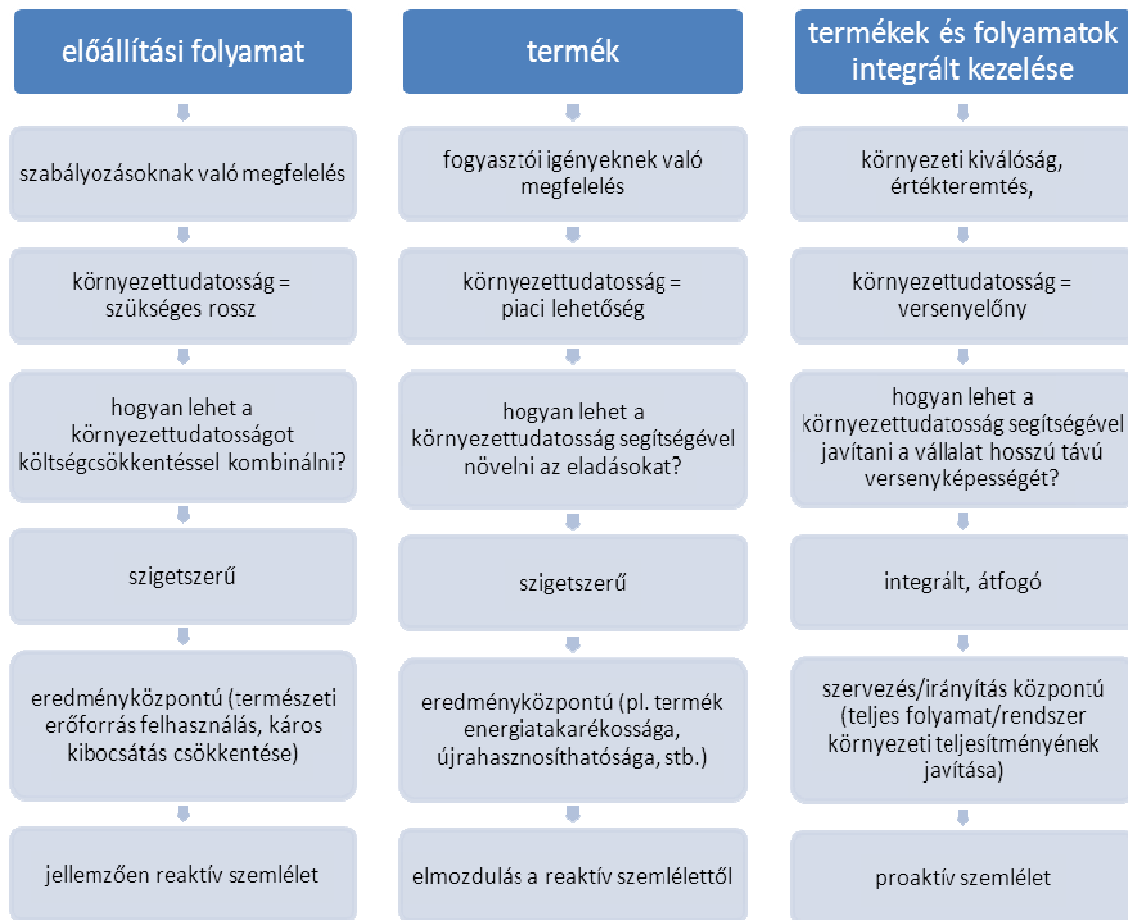 előállítási folyamat
szabályozásoknak való megfelelés
környezettudatosság =
szükséges rossz
hogyan lehet a
környezettudatosságot
költségcsökkentéssel kombinálni?
szigetszerű
eredményközpontú (természeti
erőforrás felhasználás, káros
kibocsátás csökkentése)
jellemzően reaktív szemlélet
termék
fogyasztói igényeknek való
megfelelés
környezettudatosság =
piaci lehetőség
hogyan lehet a
környezettudatosság segítségével
növelni az eladásokat?
szigetszerű
eredményközpontú (pl. termék
energiatakarékossága,
újrahasznosíthatósága, stb.)
elmozdulás a reaktív szemlélettől
termékek és folyamatok
integrált kezelése
környezeti kiválóság,
értékteremtés,
környezettudatosság =
versenyelőny
hogyan lehet a
környezettudatosság segítségével
javítani a vállalat hosszú távú
versenyképességét?
integrált, átfogó
szervezés/irányítás központú
(teljes folyamat/rendszer
környezeti teljesítményének
javítása)
proaktív szemlélet